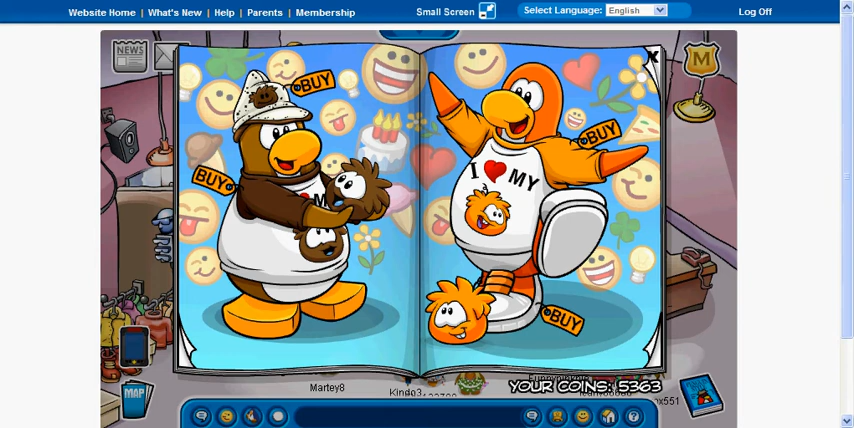 Website Home | What's New | Help | Parents | Membership
Small Screen
Select Language: English
Log Off
NEWS
M
BUY
BUY
BUY
I MY
M
BUY
MAP
Martey8
Kindo3
YOUR COINS: 5363